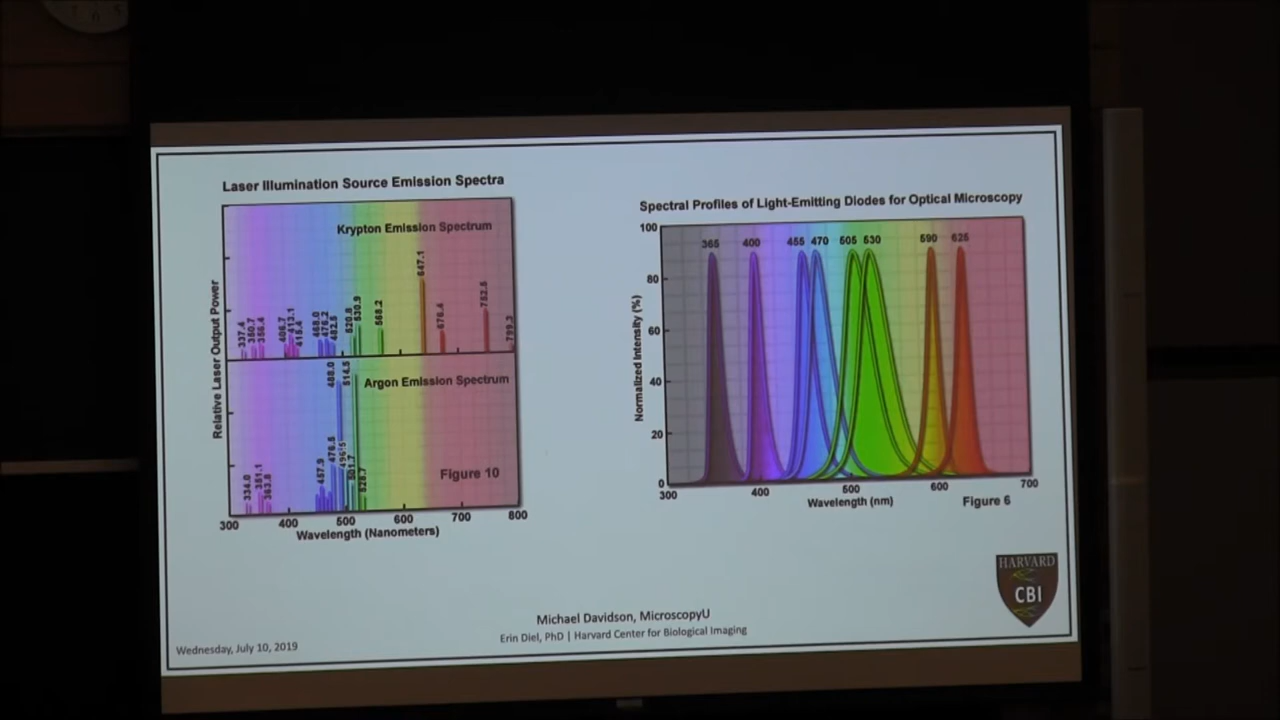 Laser Illumination Source Emission Spectra
Relative Laser Output Power
Krypton Emission Spectrum
337.4
350.7
356.4
406.7
413.1
415.4
468.0
476.2
482.5
520.8
530.9
568.2
647.1
676.4
752.5
799.3
Argon Emission Spectrum
334.0
351.1
363.8
457.9
476.5
488.0
496.5
501.7
514.5
528.7
Figure 10
300 400 500 600 700 800
Wavelength (Nanometers)
Spectral Profiles of Light-Emitting Diodes for Optical Microscopy
Normalized Intensity (%)
100
80
60
40
20
0
365 400 455 470 505 530 590 625
300 400 500 600 700
Wavelength (nm)
Figure 6
HARVARD
CBI
Michael Davidson, MicroscopyU
Erin Diel, PhD | Harvard Center for Biological Imaging
Wednesday, July 10, 2019